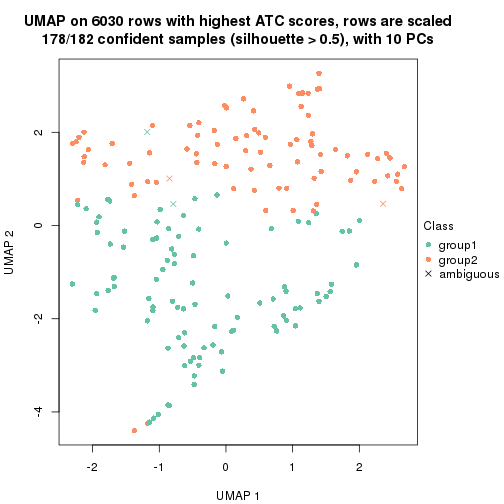 UMAP on 6030 rows with highest ATC scores, rows are scaled
178/182 confident samples (silhouette > 0.5), with 10 PCs
UMAP 2
2
0
-2
-4
-2
-1
0
1
2
UMAP 1
Class
group1
group2
ambiguous